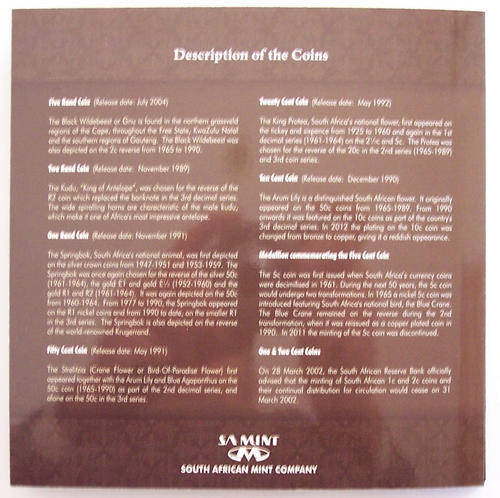 Description of the Coins
Five Rand Coin (Release date: July 2004)
The Black Wildebeest or Gnu is found in the northern grassveld
regions of the Cape, throughout the Free State, KwaZulu Natal
and the southern regions of Gauteng. The Black Wildebeest was
also depicted on the 2c reverse from 1965 to 1990.
Two Rand Coin (Release date: November 1989)
The Kudu, "King of Antelope", was chosen for the reverse of the
R2 coin which replaced the banknote in the 3rd decimal series.
The wide spiralling horns are characteristic of the male kudu,
which make it one of Africa's most impressive antelope.
One Rand Coin (Release date: November 1991)
The Springbok, South Africa's national animal, was first depicted
on the silver crown coins from 1947-1951 and 1953-1959. The
Springbok was once again chosen for the reverse of the silver 50c
(1961-1964), the gold £1 and gold £½ (1952-1960) and the
gold R1 and R2 (1961-1964). It was again depicted on the 50c
from 1960-1964. From 1977 to 1990, the Springbok appeared
on the R1 nickel coins and from 1990 to date, on the smaller R1
in the 3rd series. The Springbok is also depicted on the reverse
of the world-renowned Krugerrand.
Fifty Cent Coin (Release date: May 1991)
The Strelitzia (Crane Flower or Bird-Of-Paradise Flower) first
appeared together with the Arum Lily and Blue Agapanthus on the
50c coin (1965-1990) as part of the 2nd decimal series, and
alone on the 50c in the 3rd series.
Twenty Cent Coin (Release date: May 1992)
The King Protea, South Africa's national flower, first appeared on
the tickey and sixpence from 1925 to 1960 and again in the 1st
decimal series (1961-1964) on the 2½c and 5c. The Protea was
chosen for the reverse of the 20c in the 2nd series (1965-1989)
and 3rd coin series.
Ten Cent Coin (Release date: December 1990)
The Arum Lily is a distinguished South African flower. It originally
appeared on the 50c coins from 1965-1989. From 1990
onwards it was featured on the 10c coins as part of the country's
3rd decimal series. In 2012 the plating on the 10c coin was
changed from bronze to copper, giving it a reddish appearance.
Medallion commemorating the Five Cent Coin
The 5c coin was first issued when South Africa's currency coins
were decimilised in 1961. During the next 50 years, the 5c coin
would undergo two transformations. In 1965 a nickel 5c coin was
introduced featuring South Africa's national bird, the Blue Crane.
The Blue Crane remained on the reverse during the 2nd
transformation, when it was reissued as a copper plated coin in
1990. In 2011 the minting of the 5c coin was discontinued.
One & Two Cent Coins
On 28 March 2002, the South African Reserve Bank officially
advised that the minting of South African 1c and 2c coins and
their continual distribution for circulation would cease on 31
March 2002.
SA MINT
SOUTH AFRICAN MINT COMPANY